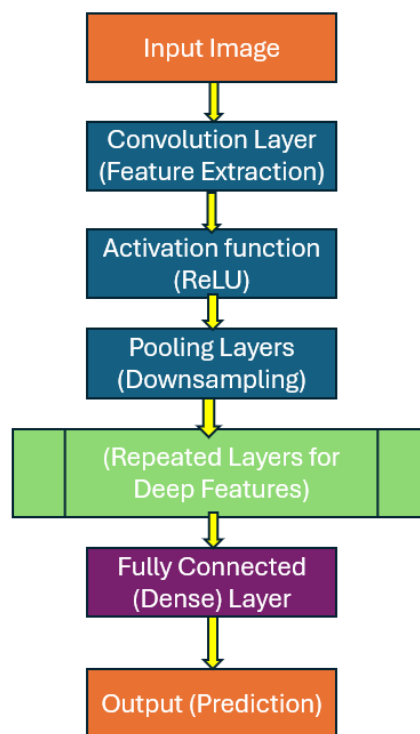 Input Image
Convolution Layer
(Feature Extraction)
Activation function
(ReLU)
Pooling Layers
(Downsampling)
(Repeated Layers for
Deep Features)
Fully Connected
(Dense) Layer
Output (Prediction)